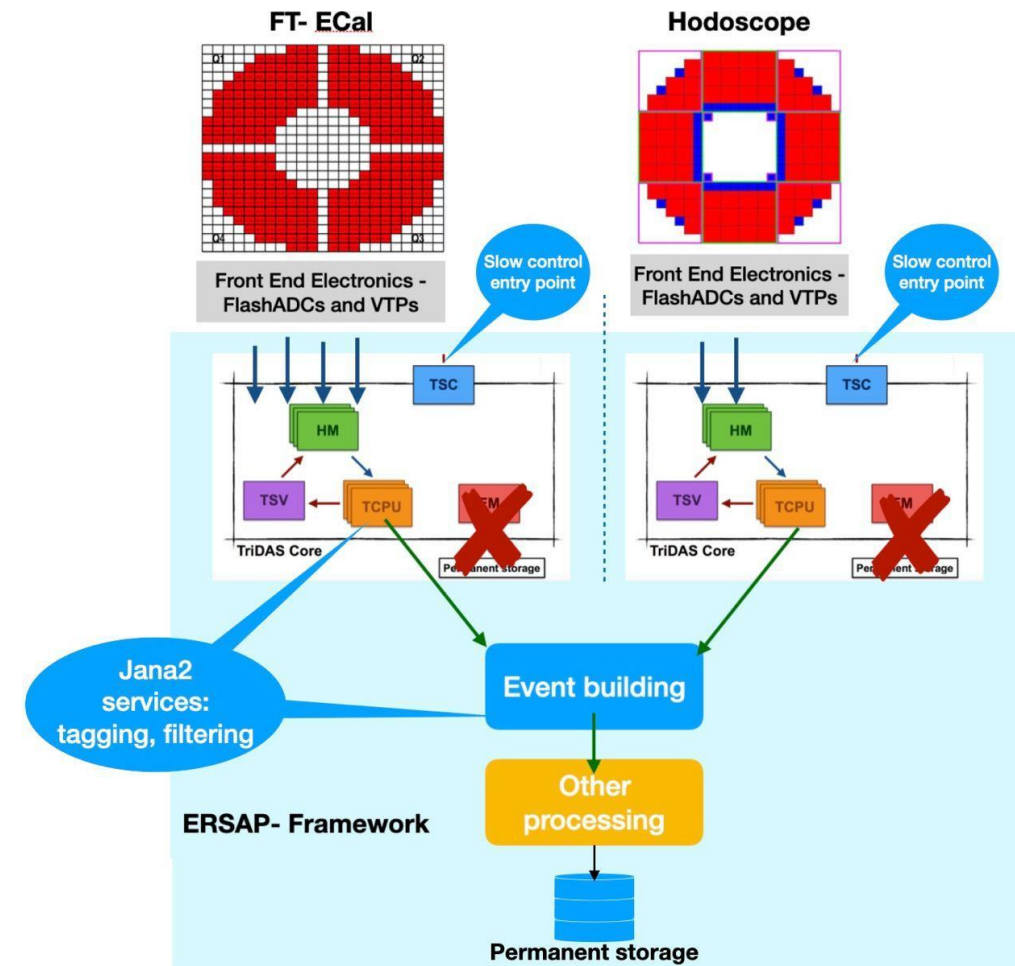 FT- ECal
Hodoscope
Q1
Q2
Q4
Q3
Slow control
entry point
Slow control
entry point
Front End Electronics -
FlashADCs and VTPs
Front End Electronics -
FlashADCs and VTPs
TSC
HM
TSV
TCPU
TriDAS Core
storage
TSC
HM
TSV
TCPU
TriDAS Core
Jana2
services:
tagging, filtering
Event building
Other
processing
ERSAP- Framework
Permanent storage